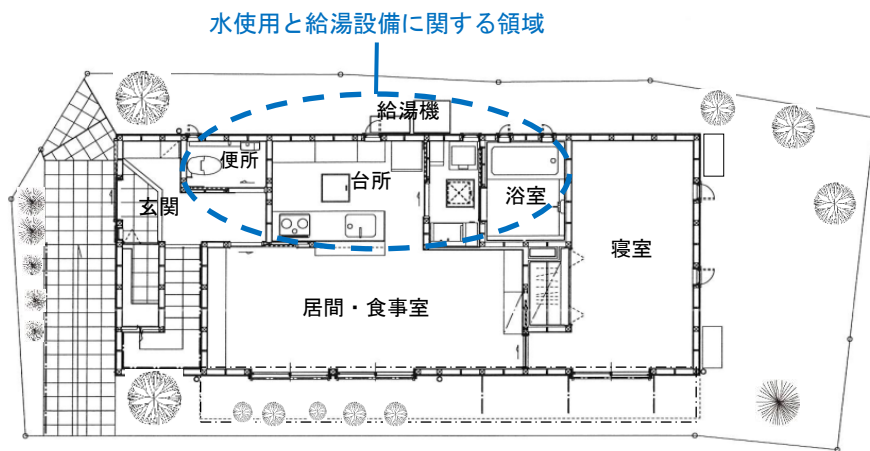 水使用と給湯設備に関する領域
給湯機
便所
台所
浴室
玄関
寝室
居間・食事室